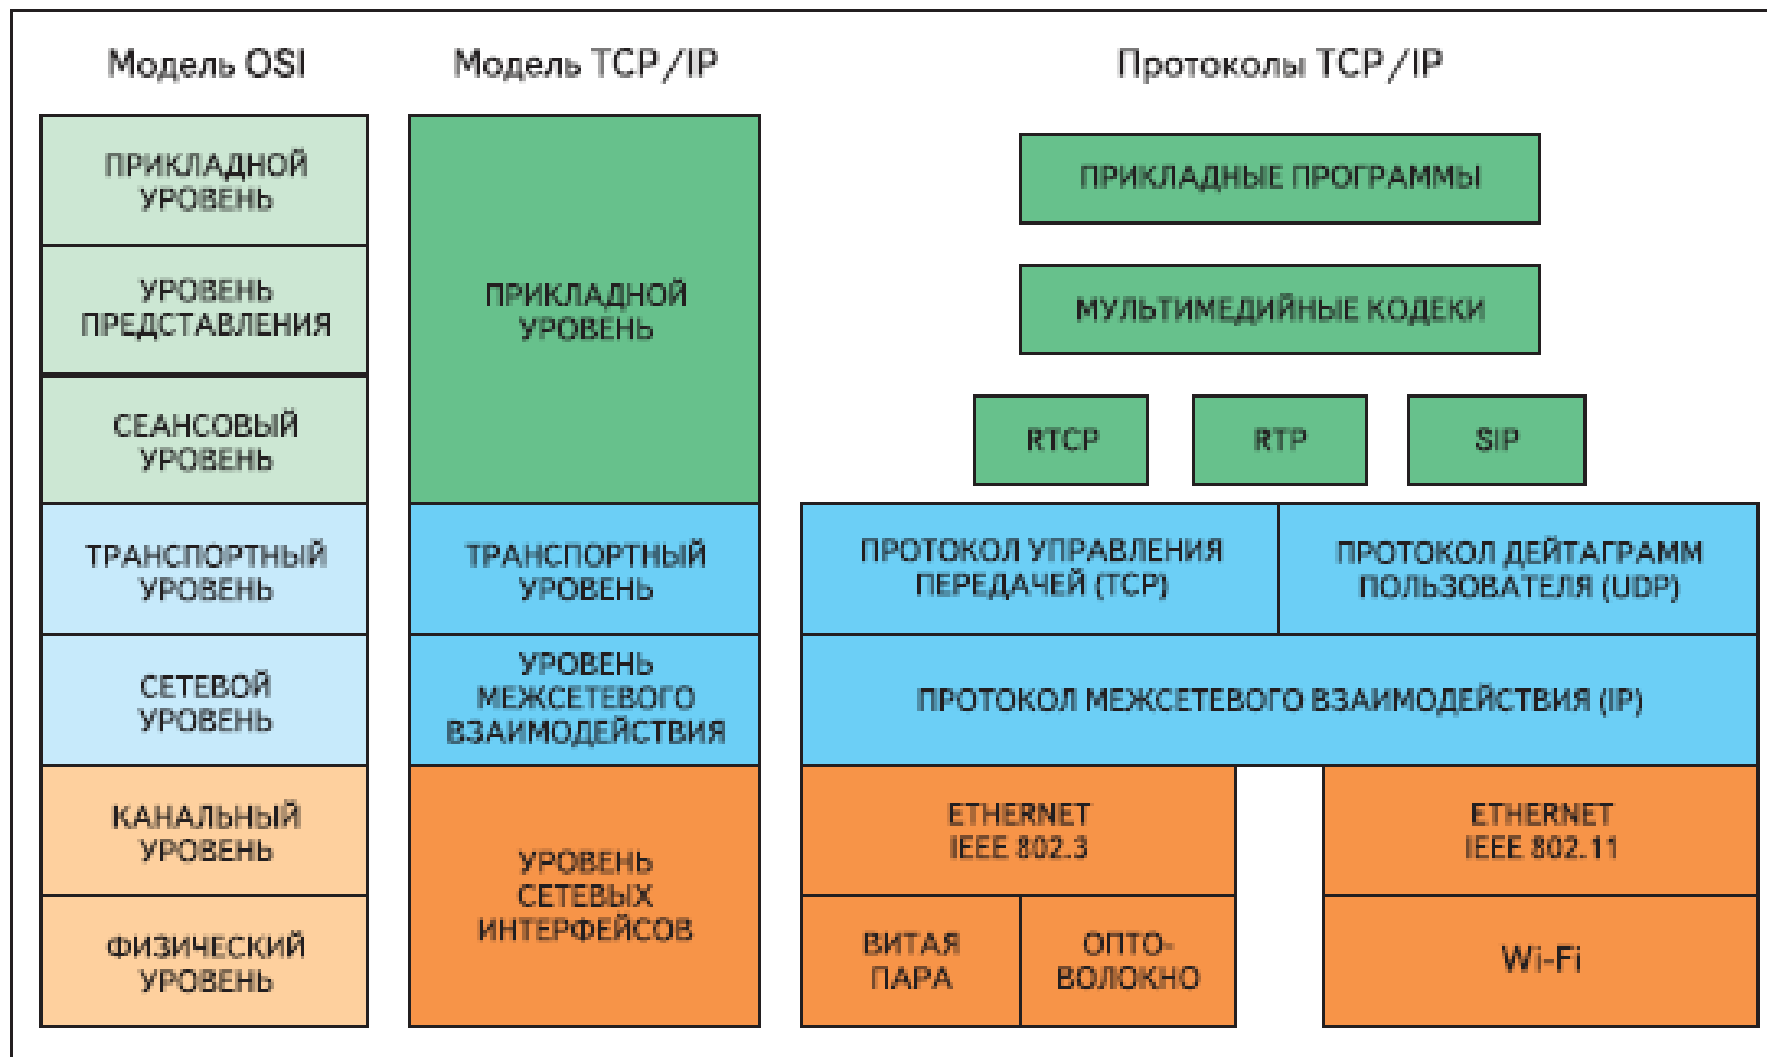 Модель OSI
Модель TCP/IP
Протоколы TCP/IP
ПРИКЛАДНОЙ
УРОВЕНЬ
УРОВЕНЬ
ПРЕДСТАВЛЕНИЯ
СЕАНСОВЫЙ
УРОВЕНЬ
ТРАНСПОРТНЫЙ
УРОВЕНЬ
СЕТЕВОЙ
УРОВЕНЬ
КАНАЛЬНЫЙ
УРОВЕНЬ
ФИЗИЧЕСКИЙ
УРОВЕНЬ
ПРИКЛАДНОЙ
УРОВЕНЬ
ТРАНСПОРТНЫЙ
УРОВЕНЬ
УРОВЕНЬ
МЕЖСЕТЕВОГО
ВЗАИМОДЕЙСТВИЯ
УРОВЕНЬ
СЕТЕВЫХ
ИНТЕРФЕЙСОВ
ПРИКЛАДНЫЕ ПРОГРАММЫ
МУЛЬТИМЕДИЙНЫЕ КОДЕКИ
RTCP
RTP
SIP
ПРОТОКОЛ УПРАВЛЕНИЯ
ПЕРЕДАЧЕЙ (TCP)
ПРОТОКОЛ ДЕЙТАГРАММ
ПОЛЬЗОВАТЕЛЯ (UDP)
ПРОТОКОЛ МЕЖСЕТЕВОГО ВЗАИМОДЕЙСТВИЯ (IP)
ETHERNET
IEEE 802.3
ETHERNET
IEEE 802.11
ВИТАЯ
ПАРА
ОПТО-
ВОЛОКНО
Wi-Fi